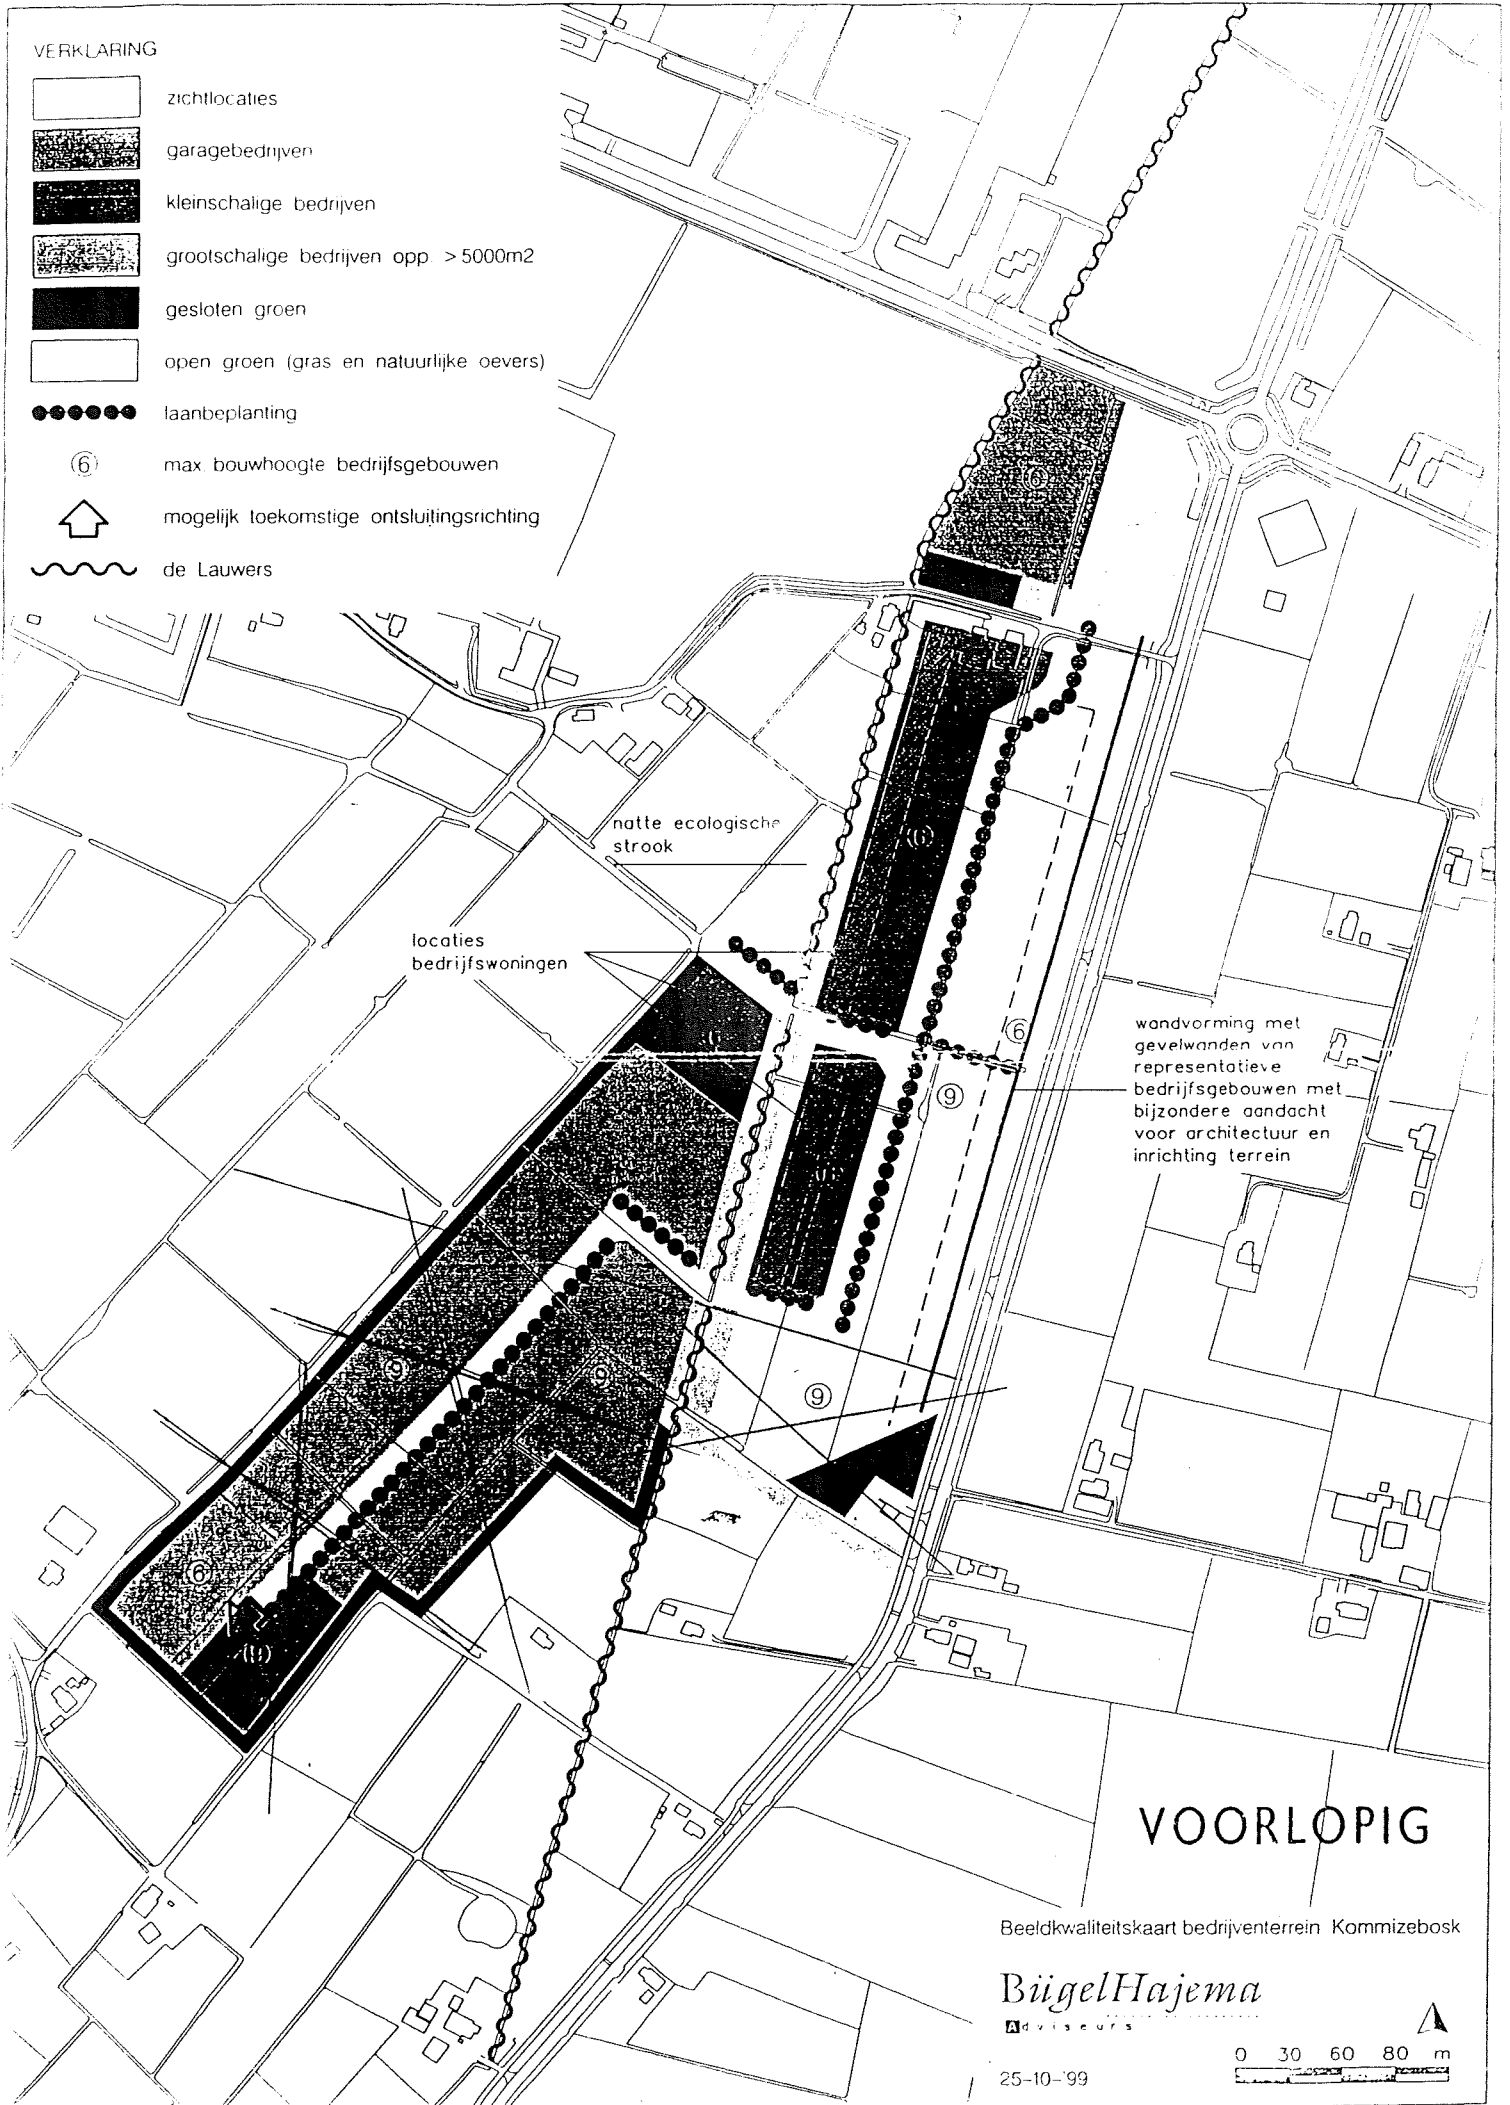 VERKLARING
zichtlocaties
garagebedrijven
kleinschalige bedrijven
grootschalige bedrijven opp. >5000m2
gesloten groen
open groen (gras en natuurlijke oevers)
laanbeplanting
6 max. bouwhoogte bedrijfsgebouwen
mogelijk toekomstige ontsluitingsrichting
de Lauwers
6
natte ecologische
strook
6
locaties
bedrijfswoningen
6
wandvorming met
gevelwanden van
representatieve
bedrijfsgebouwen met
bijzondere aandacht
voor architectuur en
inrichting terrein
9
9
9
9
6
VOORLOPIG
Beeldkwaliteitskaart bedrijventerrein Kommizebosk
BügelHajema
Adviseurs
0 30 60 80 m
25-10-'99